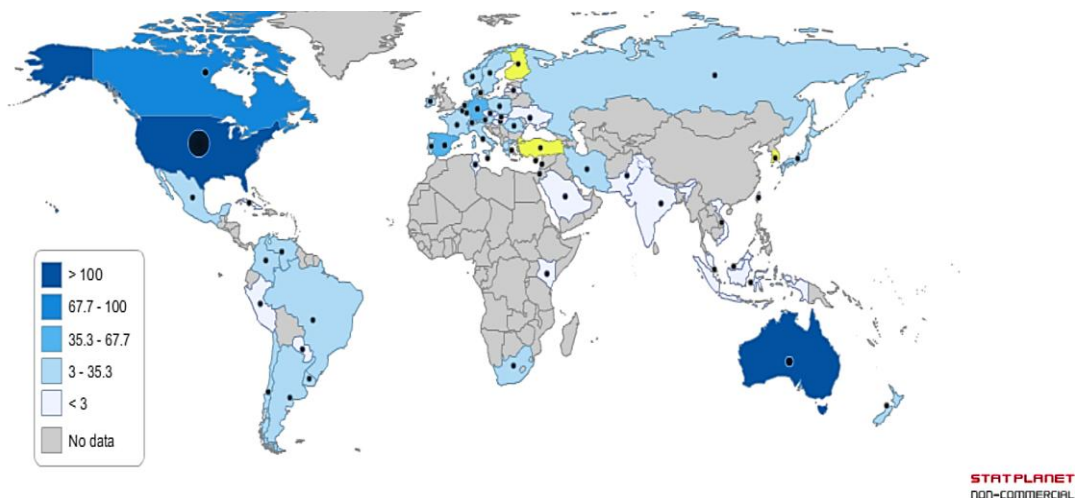 > 100
67.7 - 100
35.3 - 67.7
3 - 35.3
< 3
No data
STATPLANET
NON-COMMERCIAL